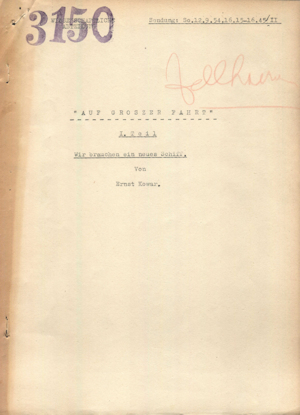 3150
Sendung: So.12.9.54,16.15-16.45/II
"AUF GROSSER FAHRT"
I. Teil
Wir brauchen ein neues Schiff.
Von
Ernst Kowar.